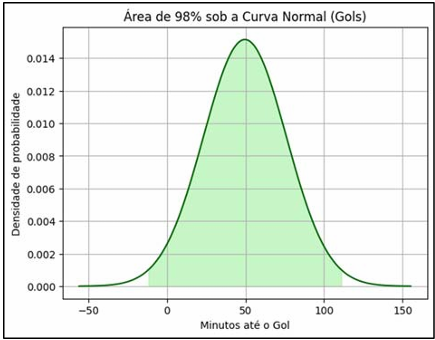 Área de 98% sob a Curva Normal (Gols)
Densidade de probabilidade
0.014
0.012
0.010
0.008
0.006
0.004
0.002
0.000
−50 0 50 100 150
Minutos até o Gol